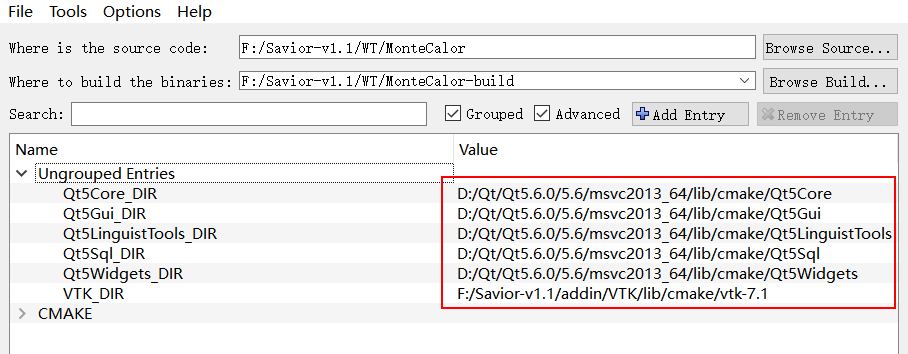 File Tools Options Help
Where is the source code: F:/Savior-v1.1/WT/MonteCalor Browse Source...
Where to build the binaries: F:/Savior-v1.1/WT/MonteCalor-build Browse Build...
Search: Grouped Advanced Add Entry Remove Entry
Name Value
Ungrouped Entries
Qt5Core_DIR D:/Qt/Qt5.6.0/5.6/msvc2013_64/lib/cmake/Qt5Core
Qt5Gui_DIR D:/Qt/Qt5.6.0/5.6/msvc2013_64/lib/cmake/Qt5Gui
Qt5LinguistTools_DIR D:/Qt/Qt5.6.0/5.6/msvc2013_64/lib/cmake/Qt5LinguistTools
Qt5Sql_DIR D:/Qt/Qt5.6.0/5.6/msvc2013_64/lib/cmake/Qt5Sql
Qt5Widgets_DIR D:/Qt/Qt5.6.0/5.6/msvc2013_64/lib/cmake/Qt5Widgets
VTK_DIR F:/Savior-v1.1/addin/VTK/lib/cmake/vtk-7.1
CMAKE